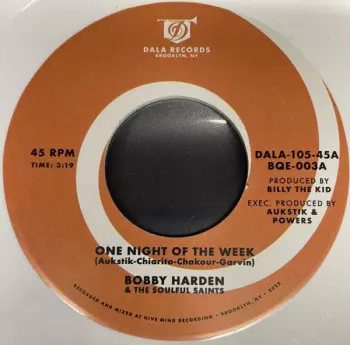 DALA RECORDS
BROOKLYN, NY
45 RPM
TIME: 3:19
DALA-105-45A
BQE-003A
PRODUCED BY
BILLY THE KID
EXEC. PRODUCED BY
AUKSTIK &
POWERS
ONE NIGHT OF THE WEEK
(Aukstik-Chiarito-Chakour-Garvin)
BOBBY HARDEN
& THE SOULFUL SAINTS
RECORDED AND MIXED AT HIVE MIND RECORDING - BROOKLYN, NY